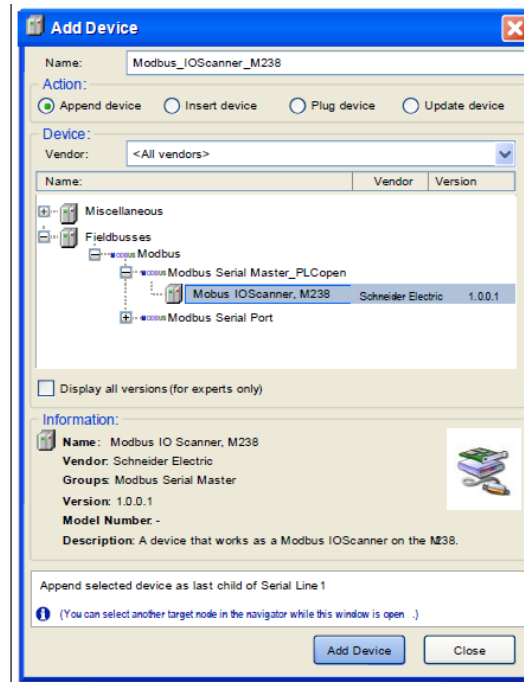 Add Device
Name: Modbus_IOScanner_M238
Action:
Append device Insert device Plug device Update device
Device:
Vendor: <All vendors>
Name: Vendor Version
Miscellaneous
Fieldbusses
MODBUS Modbus
MODBUS Modbus Serial Master_PLCopen
Mobus IOScanner, M238 Schneider Electric 1.0.0.1
MODBUS Modbus Serial Port
Display all versions (for experts only)
Information:
Name: Modbus IO Scanner, M238
Vendor: Schneider Electric
Groups: Modbus Serial Master
Version: 1.0.0.1
Model Number: -
Description: A device that works as a Modbus IOScanner on the M238.
Append selected device as last child of Serial Line 1
(You can select another target node in the navigator while this window is open .)
Add Device Close